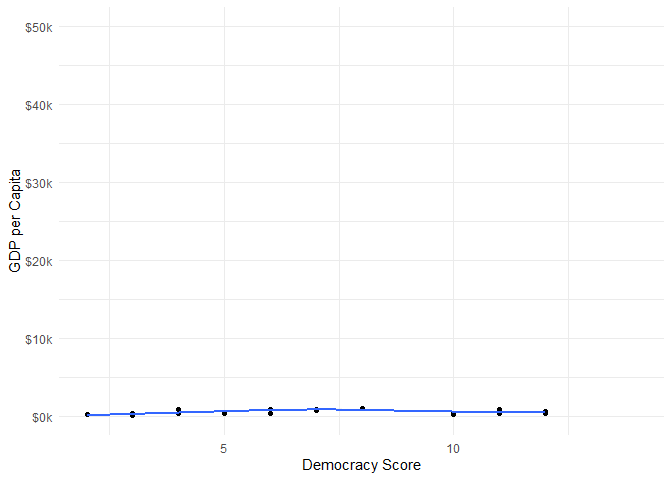 $50k
$40k
$30k
$20k
$10k
$0k
GDP per Capita
5
10
Democracy Score